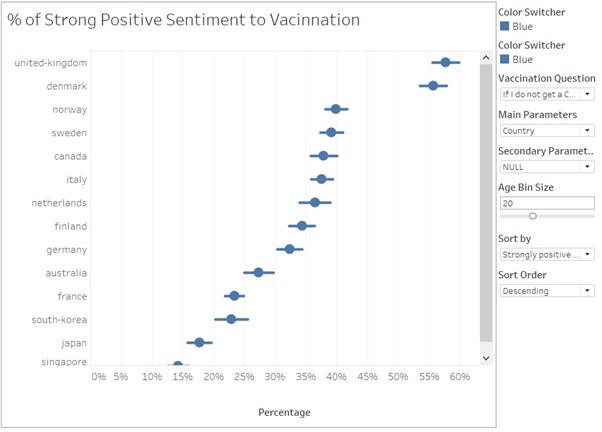 % of Strong Positive Sentiment to Vacinnation
united-kingdom
denmark
norway
sweden
canada
italy
netherlands
finland
germany
australia
france
south-korea
japan
singapore
0% 5% 10% 15% 20% 25% 30% 35% 40% 45% 50% 55% 60%
Percentage
Color Switcher
Blue
Color Switcher
Blue
Vaccination Question
If I do not get a C...
Main Parameters
Country
Secondary Paramet..
NULL
Age Bin Size
20
Sort by
Strongly positive ...
Sort Order
Descending